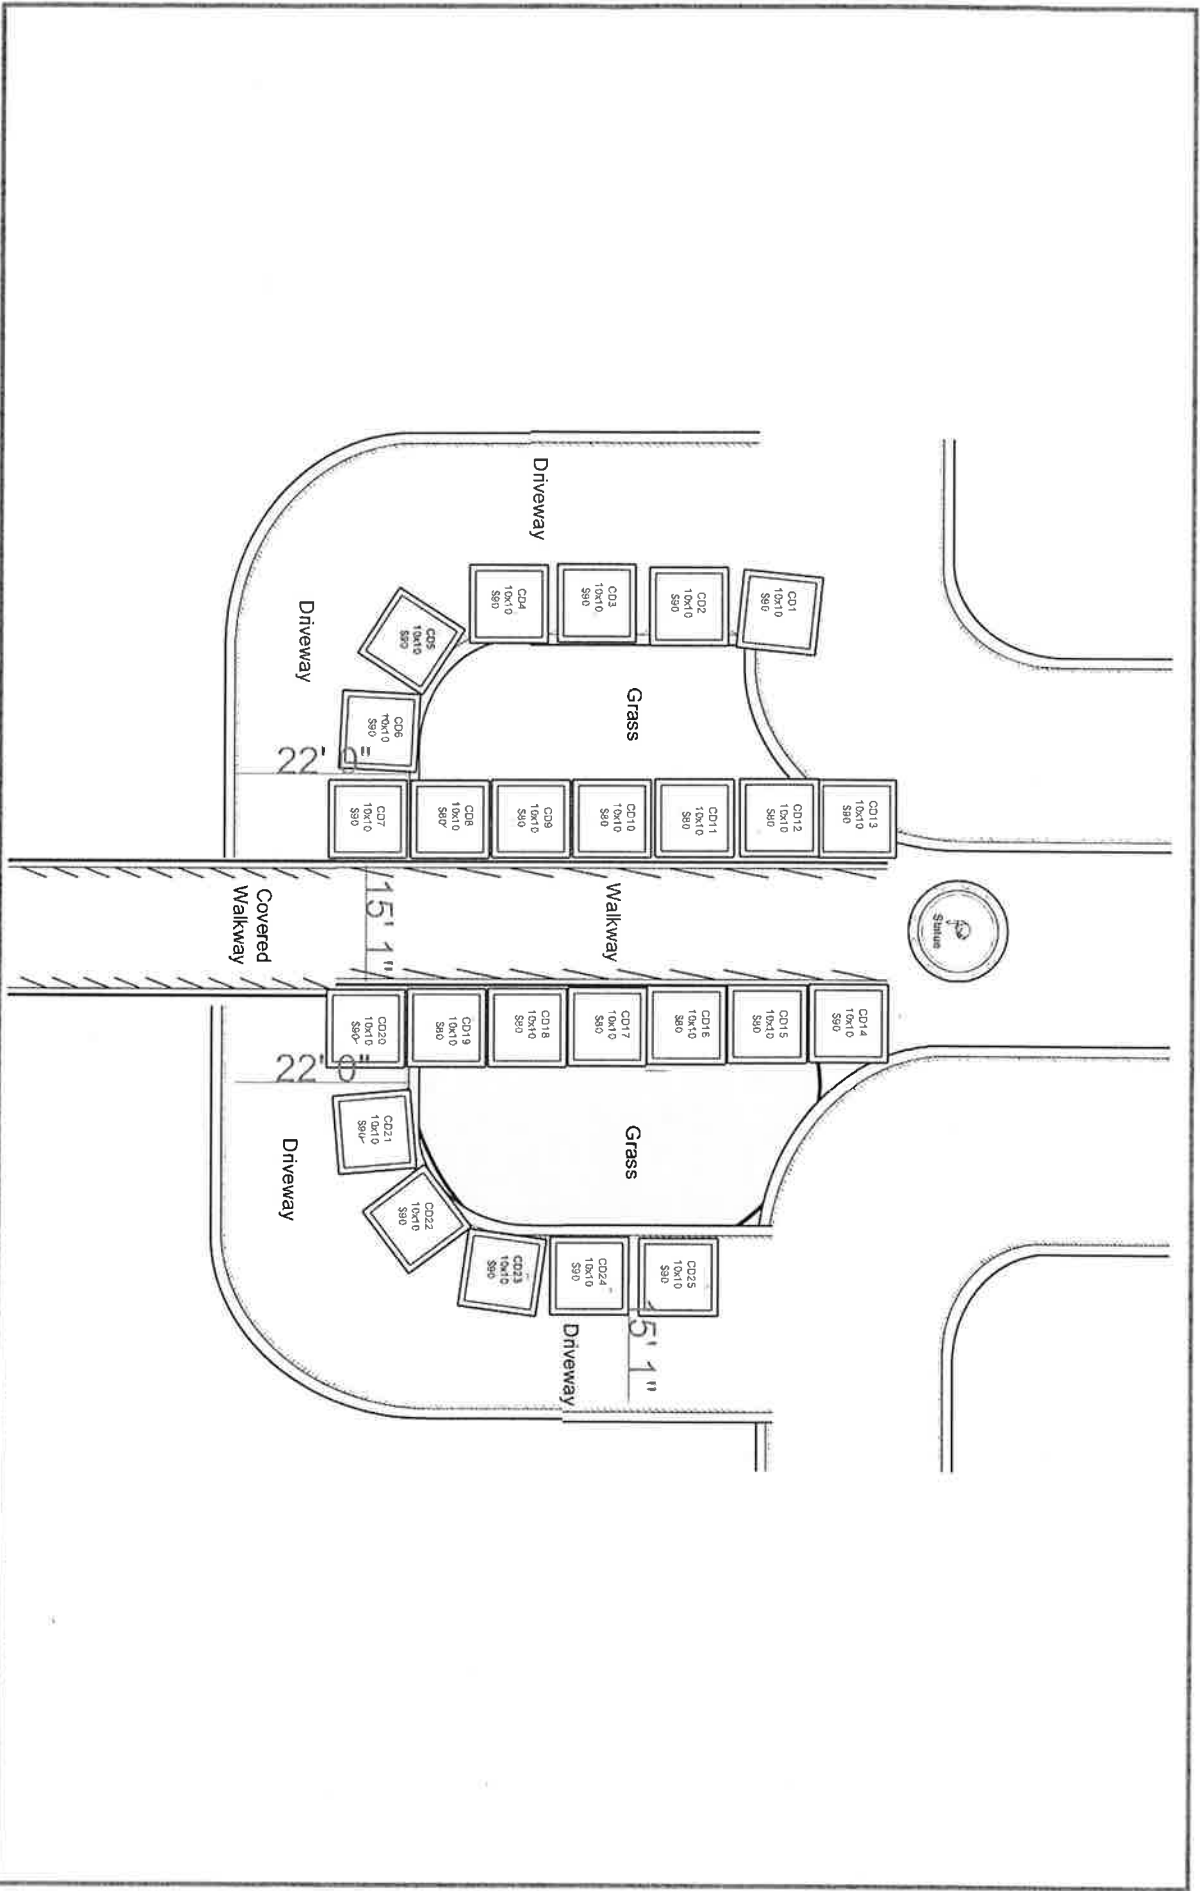 Statue
CD1
10x10
$90
CD2
10x10
$90
CD3
10x10
$90
CD4
10x10
$90
CD5
10x10
$90
CD6
10x10
$90
CD7
10x10
$90
CD8
10x10
$80
CD9
10x10
$80
CD10
10x10
$80
CD11
10x10
$80
CD12
10x10
$80
CD13
10x10
$90
CD14
10x10
$90
CD15
10x10
$80
CD16
10x10
$80
CD17
10x10
$80
CD18
10x10
$80
CD19
10x10
$80
CD20
10x10
$90
CD21
10x10
$90
CD22
10x10
$90
CD23
10x10
$90
CD24
10x10
$90
CD25
10x10
$90
Grass
Walkway
Grass
15' 1"
Driveway
Driveway
15' 1"
22' 0"
22' 0"
Driveway
Driveway
Covered
Walkway